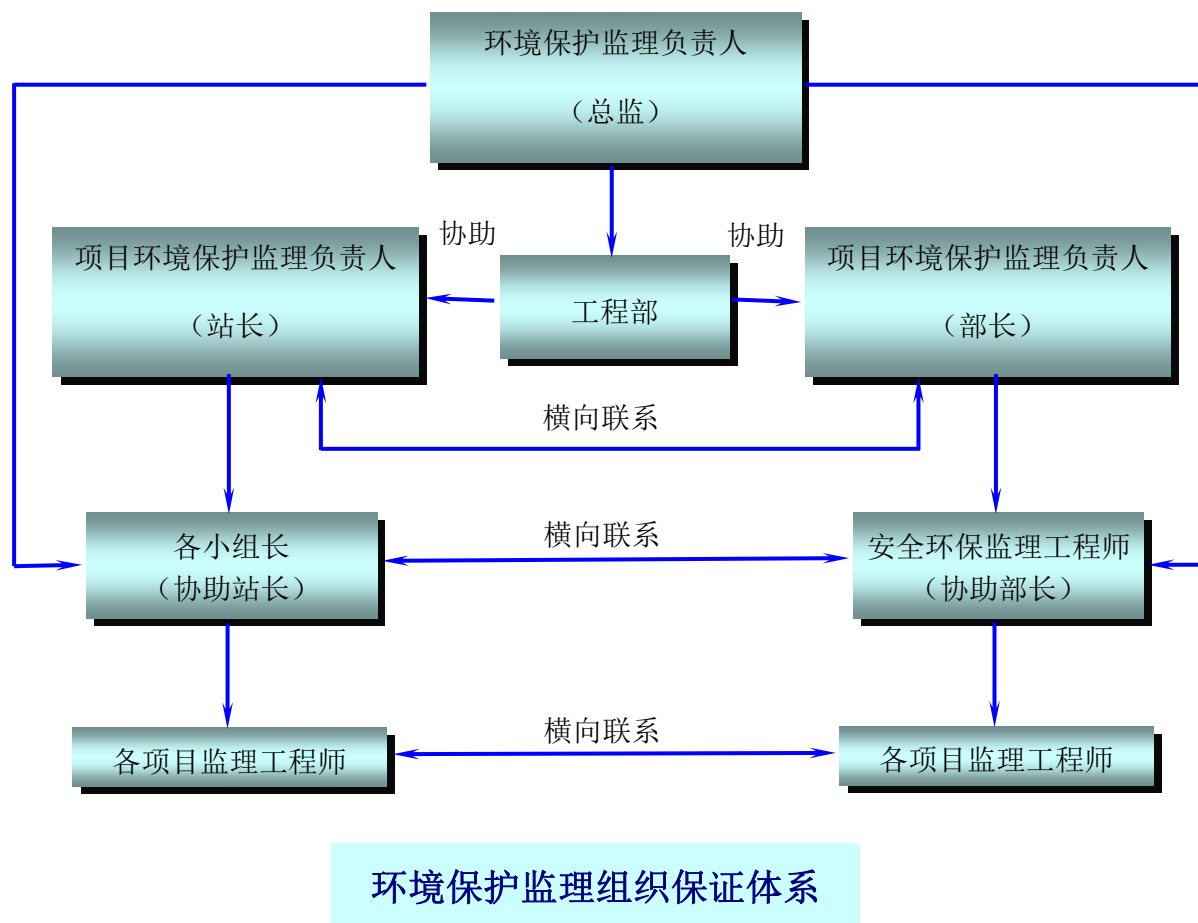 环境保护监理负责人
（总监）
协助
协助
项目环境保护监理负责人
（站长）
工程部
项目环境保护监理负责人
（部长）
横向联系
各小组长
（协助站长）
横向联系
安全环保监理工程师
（协助部长）
横向联系
各项目监理工程师
各项目监理工程师
环境保护监理组织保证体系